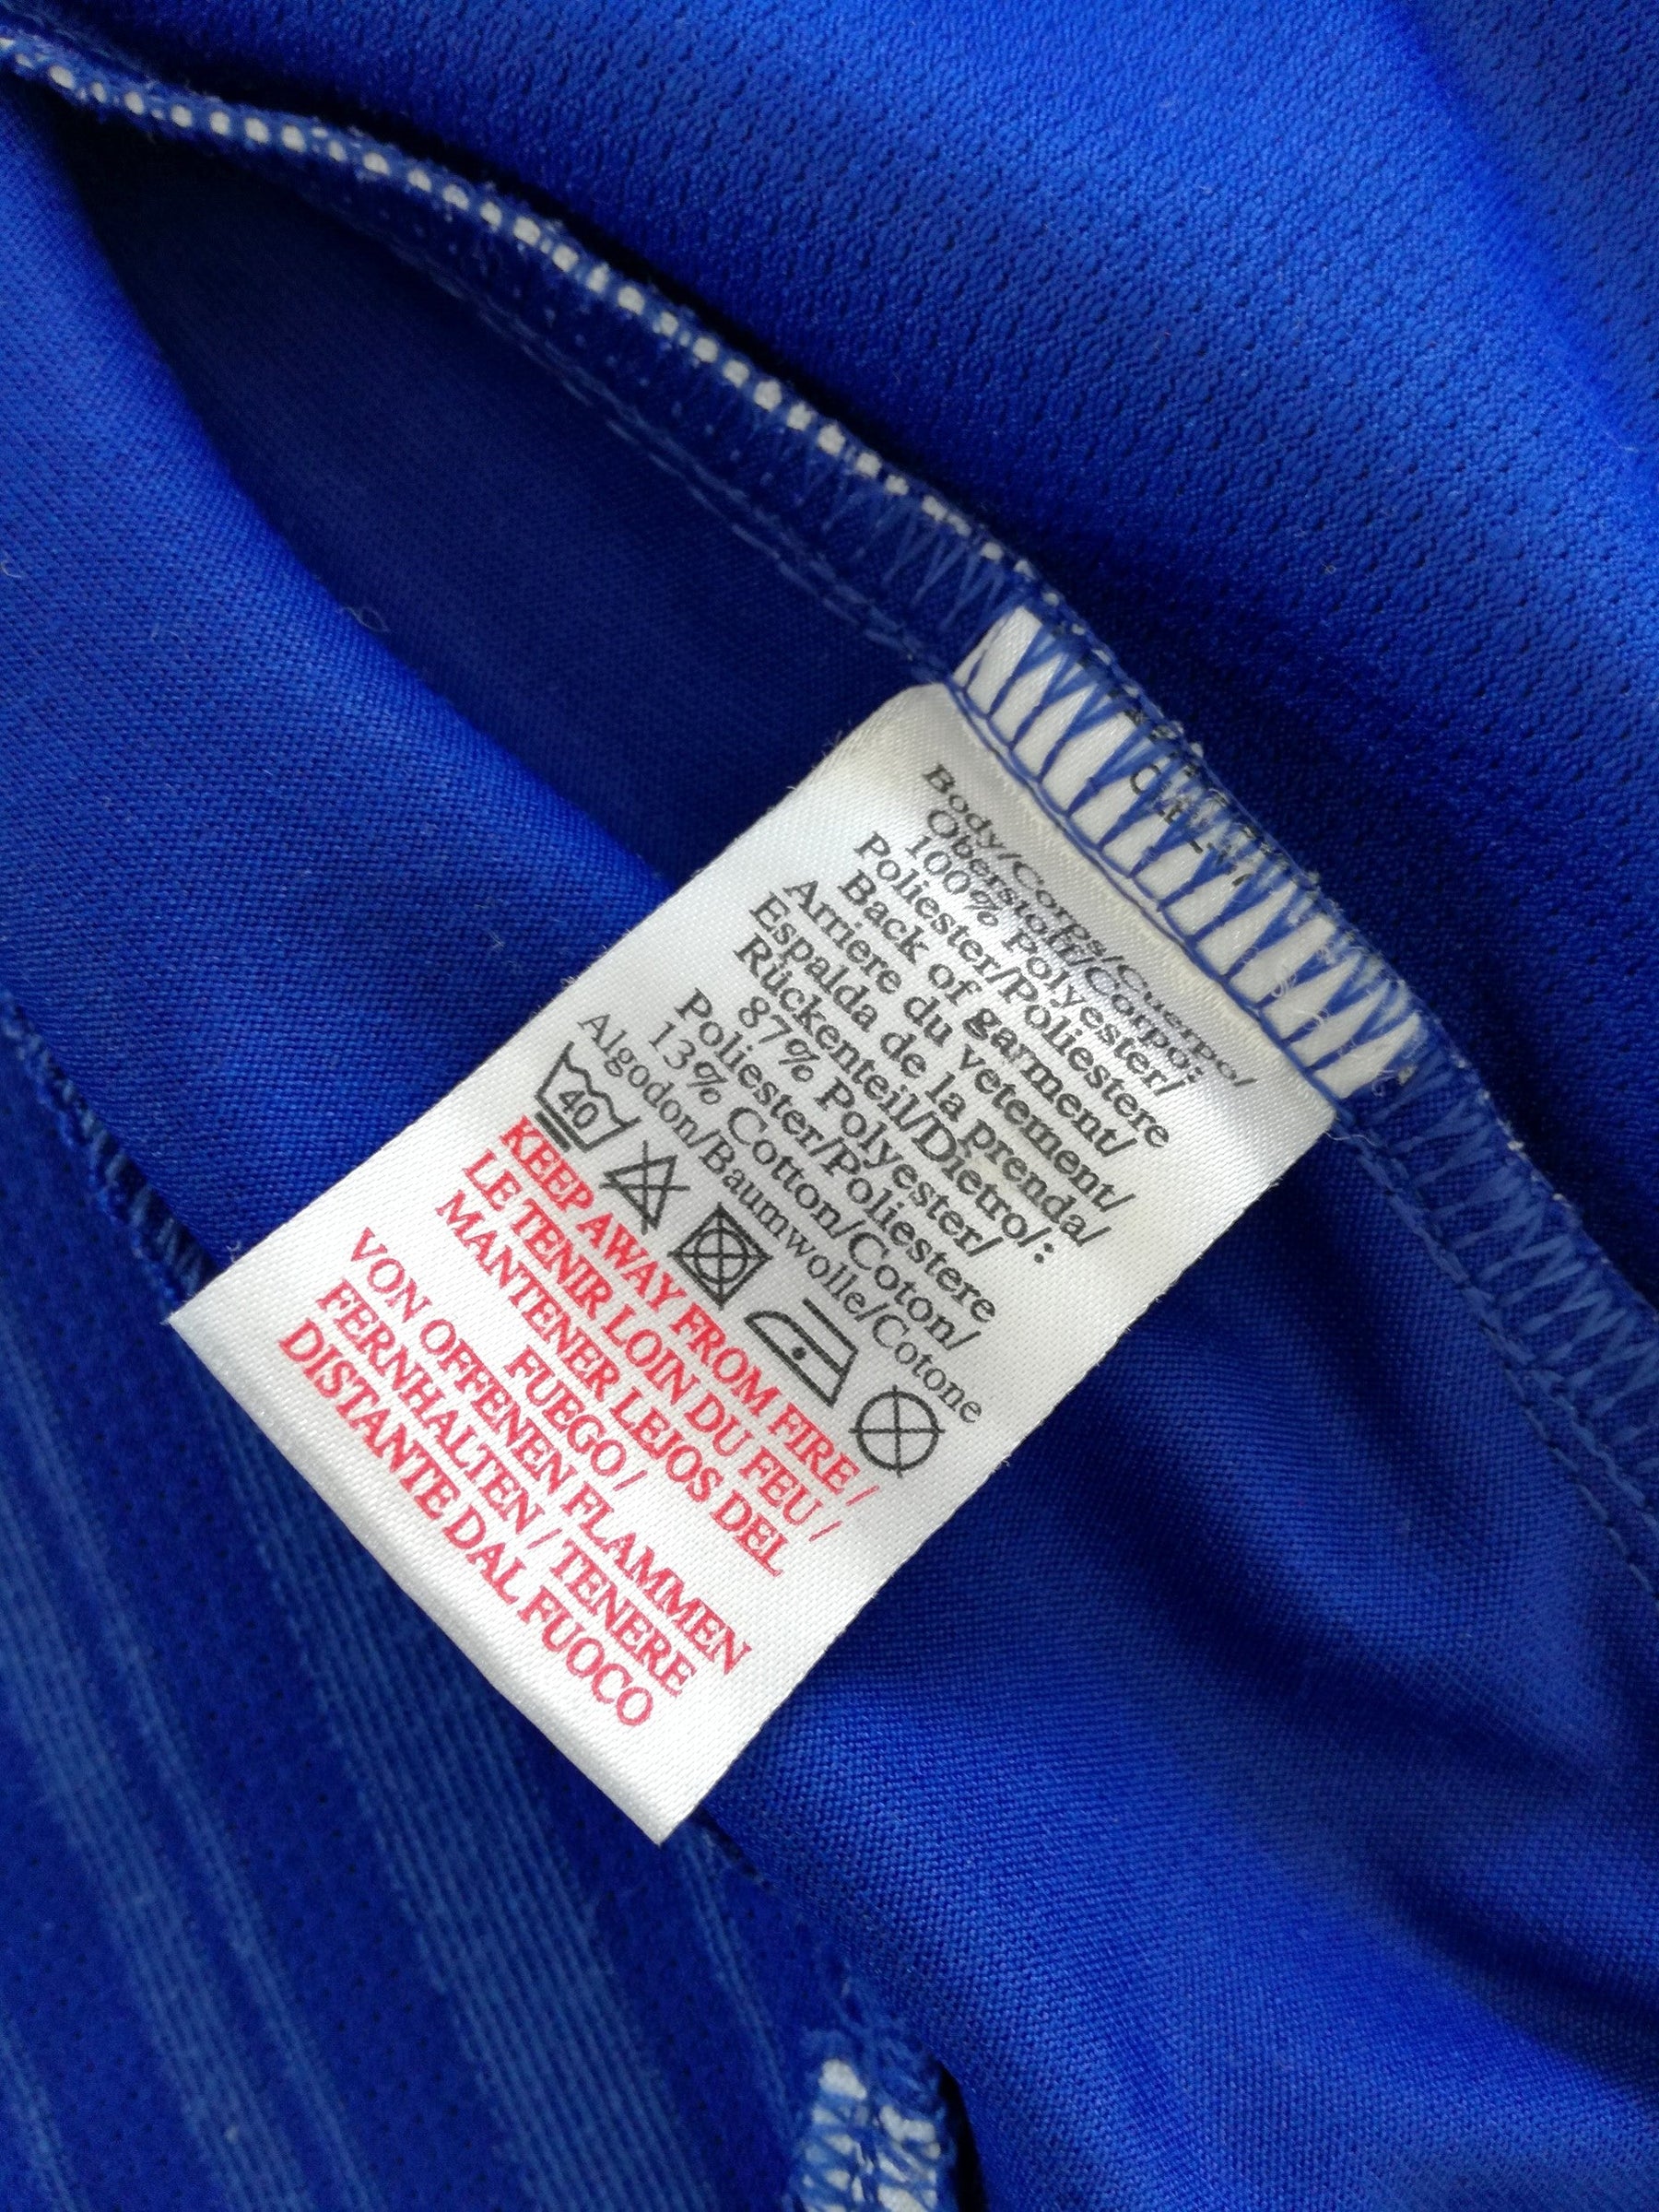 Body/Corps/Cuerpo/
Oberstoff/Corpo:
100% Polyester/
Poliester/Poliestere
Back of garment/
Arriere du vetement/
Espalda de la prenda/
Rückenteil/Dietro/:
87% Polyester/
Poliester/Poliestere
13% Cotton/Coton/
Algodon/Baumwolle/Cotone
40
KEEP AWAY FROM FIRE /
LE TENIR LOIN DU FEU /
MANTENER LEJOS DEL
FUEGO /
VON OFFENEN FLAMMEN
FERNHALTEN / TENERE
DISTANTE DAL FUOCO